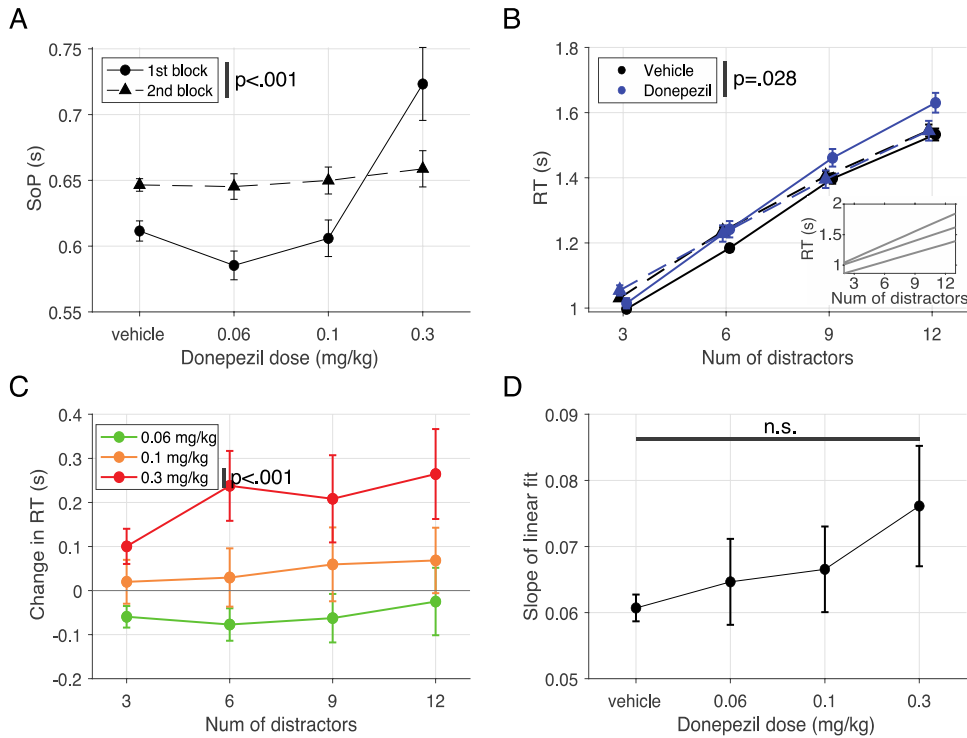 A
0.75
0.7
0.65
0.6
0.55
SoP (s)
1st block
2nd block
p<.001
vehicle
0.06
0.1
0.3
Donepezil dose (mg/kg)
B
1.8
1.6
1.4
1.2
1
RT (s)
Vehicle
Donepezil
p=.028
2
1.5
1
RT (s)
3
6
9
12
Num of distractors
3
6
9
12
Num of distractors
C
0.4
0.3
0.2
0.1
0
-0.1
-0.2
Change in RT (s)
0.06 mg/kg
0.1 mg/kg
0.3 mg/kg
p<.001
3
6
9
12
Num of distractors
D
0.09
0.08
0.07
0.06
0.05
Slope of linear fit
n.s.
vehicle
0.06
0.1
0.3
Donepezil dose (mg/kg)